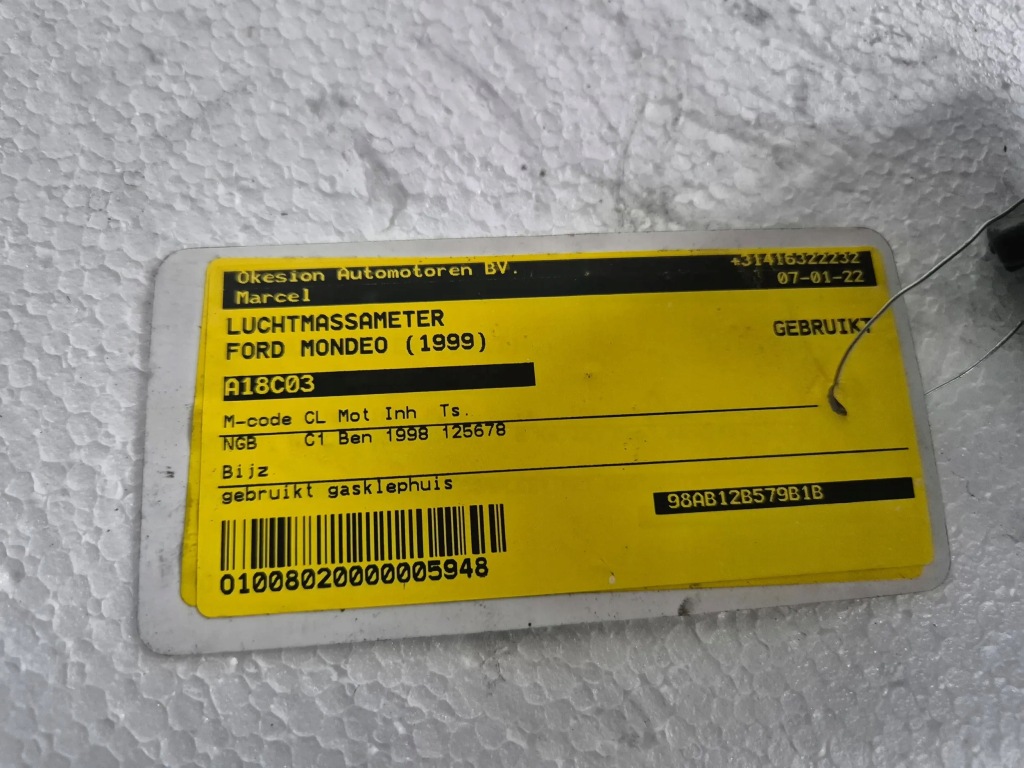 Okesion Automotoren BV. +31416322232
Marcel 07-01-22
LUCHTMASSAMETER GEBRUIKT
FORD MONDEO (1999)
A18C03
M-code CL Mot Inh Ts.
NGB C1 Ben 1998 125678
Bijz
gebruikt gasklephuis
98AB12B579B1B
01008020000005948